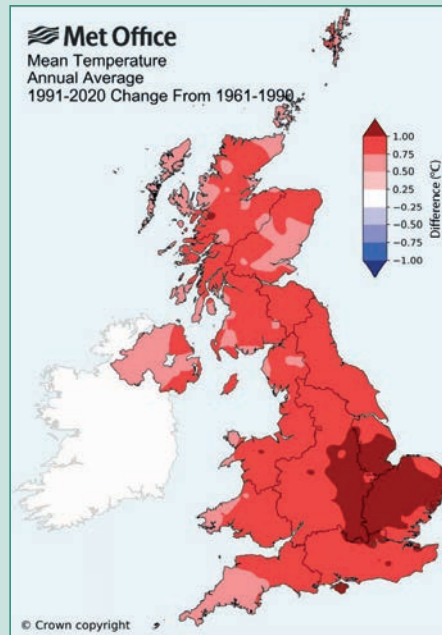 Met Office
Mean Temperature
Annual Average
1991-2020 Change From 1961-1990
1.00
0.75
0.50
0.25
−0.25
−0.50
−0.75
−1.00
Difference (°C)
© Crown copyright